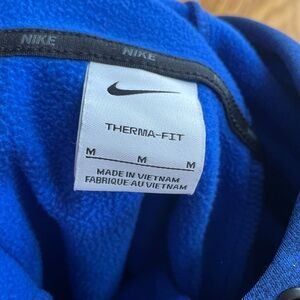 NIKE
NIKE
THERMA-FIT
M M M
MADE IN VIETNAM
FABRIQUE AU VIETNAM